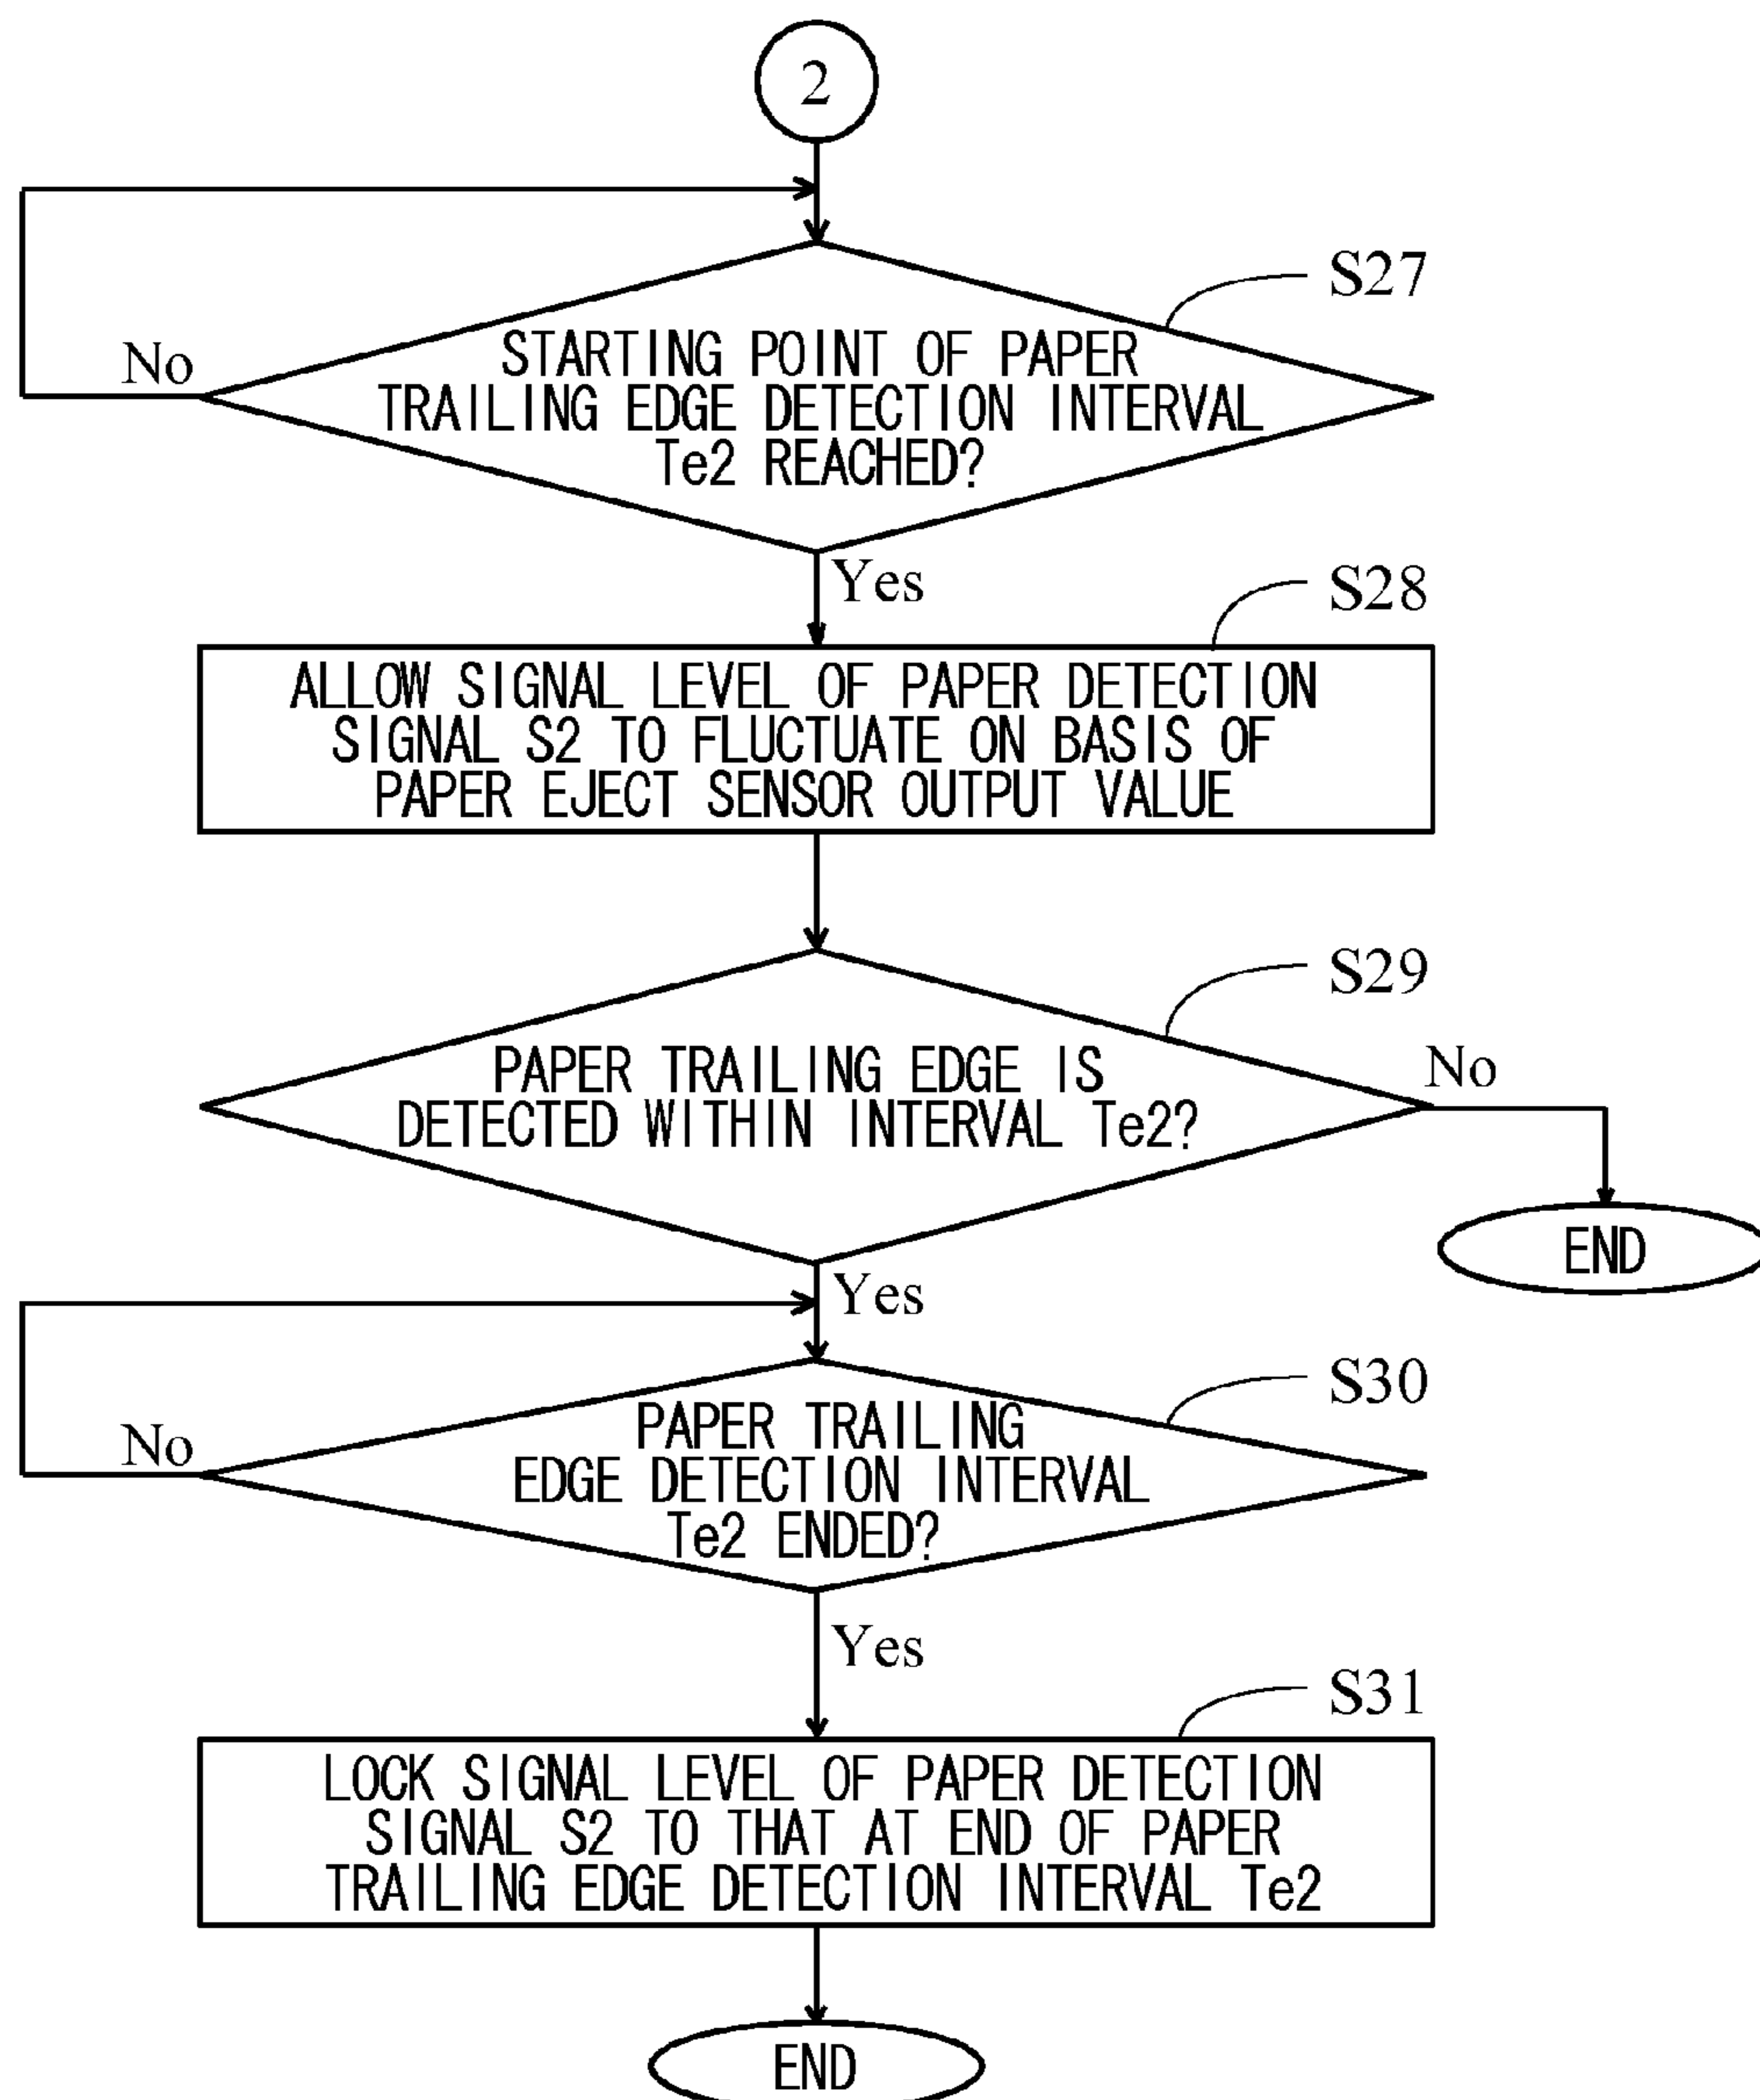 2
S27
No
STARTING POINT OF PAPER
TRAILING EDGE DETECTION INTERVAL
Te2 REACHED?
Yes
S28
ALLOW SIGNAL LEVEL OF PAPER DETECTION
SIGNAL S2 TO FLUCTUATE ON BASIS OF
PAPER EJECT SENSOR OUTPUT VALUE
S29
PAPER TRAILING EDGE IS
DETECTED WITHIN INTERVAL Te2?
No
END
Yes
S30
No
PAPER TRAILING
EDGE DETECTION INTERVAL
Te2 ENDED?
Yes
S31
LOCK SIGNAL LEVEL OF PAPER DETECTION
SIGNAL S2 TO THAT AT END OF PAPER
TRAILING EDGE DETECTION INTERVAL Te2
END